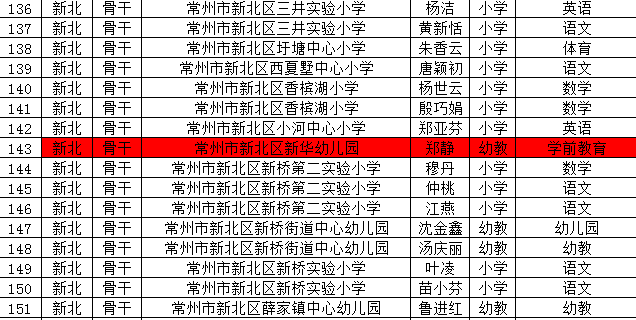 136 新北 骨干 常州市新北区三井实验小学 杨洁 小学 英语
137 新北 骨干 常州市新北区三井实验小学 黄新恬 小学 语文
138 新北 骨干 常州市新北区圩塘中心小学 朱香云 小学 体育
139 新北 骨干 常州市新北区西夏墅中心小学 唐颖初 小学 语文
140 新北 骨干 常州市新北区香槟湖小学 杨世云 小学 数学
141 新北 骨干 常州市新北区香槟湖小学 殷巧娟 小学 数学
142 新北 骨干 常州市新北区小河中心小学 郑亚芬 小学 英语
143 新北 骨干 常州市新北区新华幼儿园 郑静 幼教 学前教育
144 新北 骨干 常州市新北区新桥第二实验小学 穆丹 小学 数学
145 新北 骨干 常州市新北区新桥第二实验小学 仲桃 小学 语文
146 新北 骨干 常州市新北区新桥第二实验小学 江燕 小学 语文
147 新北 骨干 常州市新北区新桥街道中心幼儿园 沈金鑫 幼教 幼儿园
148 新北 骨干 常州市新北区新桥街道中心幼儿园 汤庆丽 幼教 幼教
149 新北 骨干 常州市新北区新桥实验小学 叶凌 小学 语文
150 新北 骨干 常州市新北区新桥实验小学 苗小芬 小学 语文
151 新北 骨干 常州市新北区薛家镇中心幼儿园 鲁进红 幼教 幼教